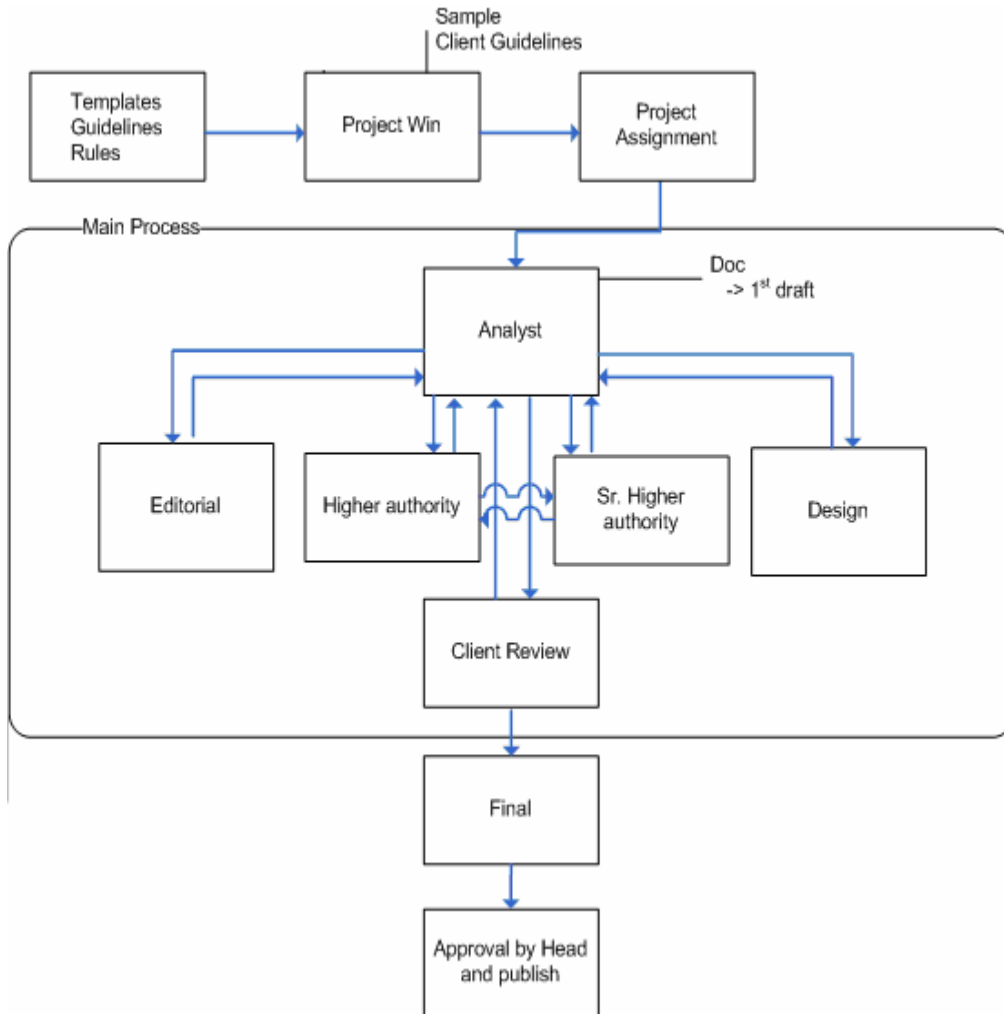 Sample
Client Guidelines
Templates
Guidelines
Rules
Project Win
Project
Assignment
Main Process
Doc
-> 1st draft
Analyst
Editorial
Higher authority
Sr. Higher
authority
Design
Client Review
Final
Approval by Head
and publish